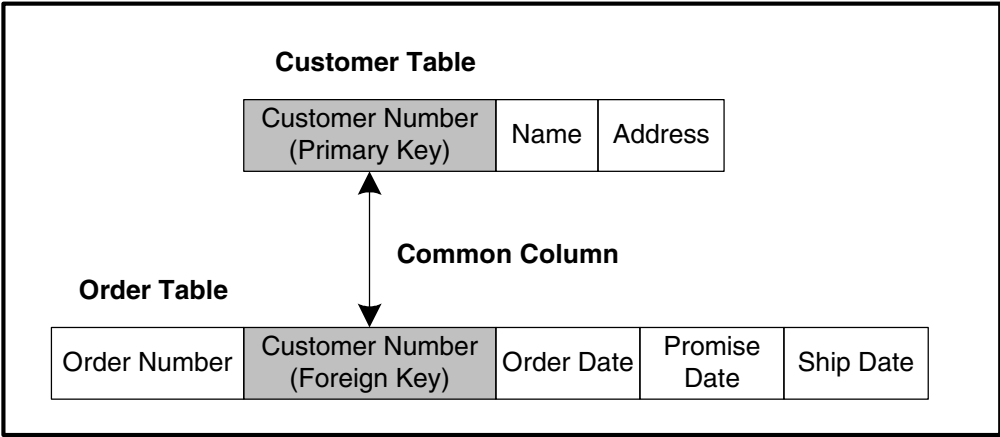 Customer Table
Customer Number
(Primary Key)
Name
Address
Common Column
Order Table
Order Number
Customer Number
(Foreign Key)
Order Date
Promise
Date
Ship Date